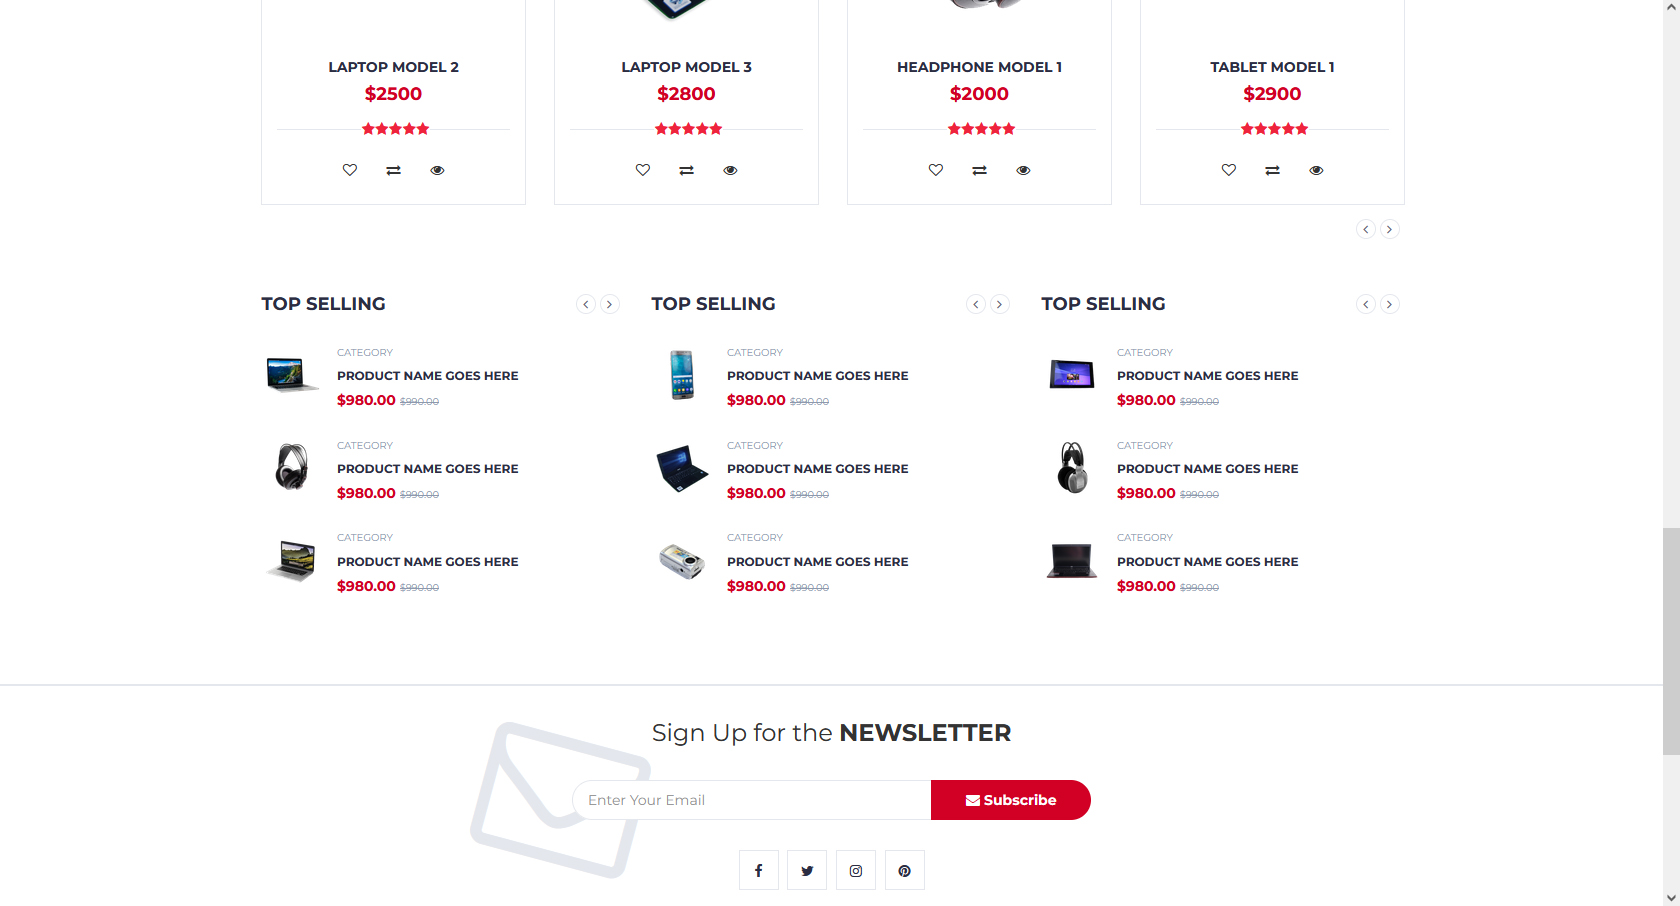 LAPTOP MODEL 2
$2500
LAPTOP MODEL 3
$2800
HEADPHONE MODEL 1
$2000
TABLET MODEL 1
$2900
TOP SELLING
CATEGORY
PRODUCT NAME GOES HERE
$980.00 $990.00
CATEGORY
PRODUCT NAME GOES HERE
$980.00 $990.00
CATEGORY
PRODUCT NAME GOES HERE
$980.00 $990.00
TOP SELLING
CATEGORY
PRODUCT NAME GOES HERE
$980.00 $990.00
CATEGORY
PRODUCT NAME GOES HERE
$980.00 $990.00
CATEGORY
PRODUCT NAME GOES HERE
$980.00 $990.00
TOP SELLING
CATEGORY
PRODUCT NAME GOES HERE
$980.00 $990.00
CATEGORY
PRODUCT NAME GOES HERE
$980.00 $990.00
CATEGORY
PRODUCT NAME GOES HERE
$980.00 $990.00
Sign Up for the NEWSLETTER
Enter Your Email
Subscribe